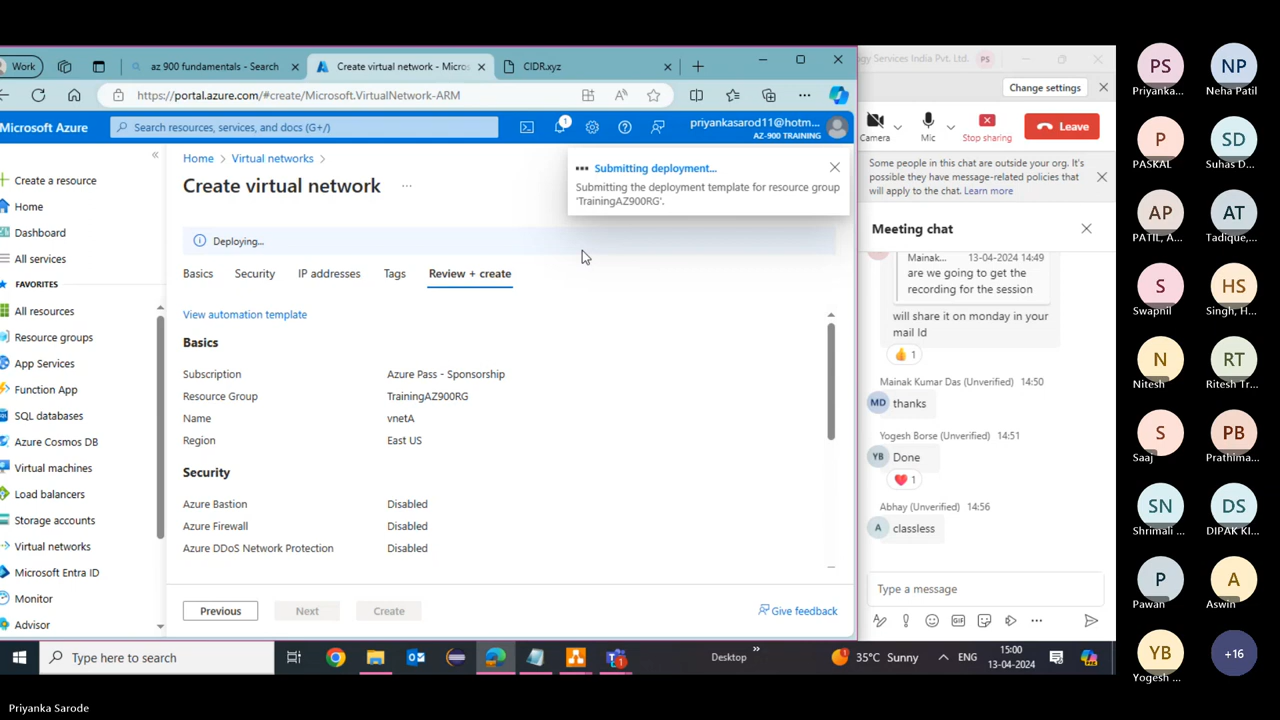 Work
az 900 fundamentals - Search
Create virtual network - Micros
CIDR.xyz
https://portal.azure.com/#create/Microsoft.VirtualNetwork-ARM
Microsoft Azure
Search resources, services, and docs (G+/)
1
priyankasarod11@hotm...
AZ-900 TRAINING
Create a resource
Home
Dashboard
All services
FAVORITES
All resources
Resource groups
App Services
Function App
SQL databases
Azure Cosmos DB
Virtual machines
Load balancers
Storage accounts
Virtual networks
Microsoft Entra ID
Monitor
Advisor
Home > Virtual networks >
Create virtual network ...
Submitting deployment...
Submitting the deployment template for resource group
'TrainingAZ900RG'.
Deploying...
Basics Security IP addresses Tags Review + create
View automation template
Basics
Subscription Azure Pass - Sponsorship
Resource Group TrainingAZ900RG
Name vnetA
Region East US
Security
Azure Bastion Disabled
Azure Firewall Disabled
Azure DDoS Network Protection Disabled
Previous Next Create
Give feedback
gy Services India Pvt. Ltd. PS
Change settings
Camera Mic Stop sharing Leave
Some people in this chat are outside your org. It's
possible they have message-related policies that
will apply to the chat. Learn more
Meeting chat
Mainak... 13-04-2024 14:49
are we going to get the
recording for the session
will share it on monday in your
mail Id
1
Mainak Kumar Das (Unverified) 14:50
MD thanks
Yogesh Borse (Unverified) 14:51
YB Done
1
Abhay (Unverified) 14:56
A classless
Type a message
Type here to search
Desktop
35°C Sunny
ENG
15:00
13-04-2024
PS NP
Priyanka... Neha Patil
P SD
PASKAL Suhas D...
AP AT
PATIL, A... Tadique,...
S HS
Swapnil Singh, H...
N RT
Nitesh Ritesh Tr...
S PB
Saaj Prathima...
SN DS
Shrimali ... DIPAK KI...
P A
Pawan Aswin
YB +16
Yogesh ...
Priyanka Sarode